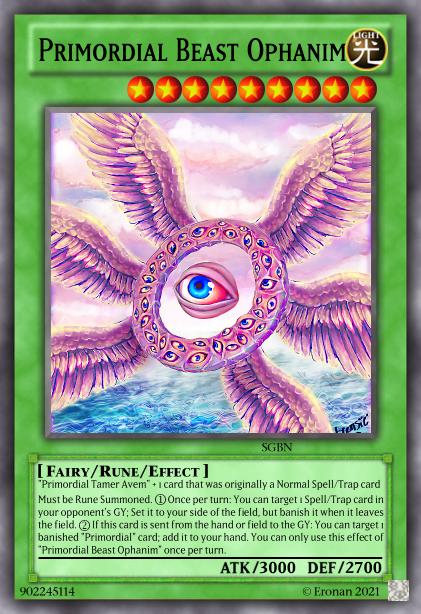 PRIMORDIAL BEAST OPHANIM
LIGHT
光
SGBN
[ FAIRY/RUNE/EFFECT ]
"Primordial Tamer Avem" + 1 card that was originally a Normal Spell/Trap card
Must be Rune Summoned. ① Once per turn: You can target 1 Spell/Trap card in
your opponent's GY; Set it to your side of the field, but banish it when it leaves
the field. ② If this card is sent from the hand or field to the GY: You can target 1
banished "Primordial" card; add it to your hand. You can only use this effect of
"Primordial Beast Ophanim" once per turn.
ATK/3000 DEF/2700
902245114
© Eronan 2021